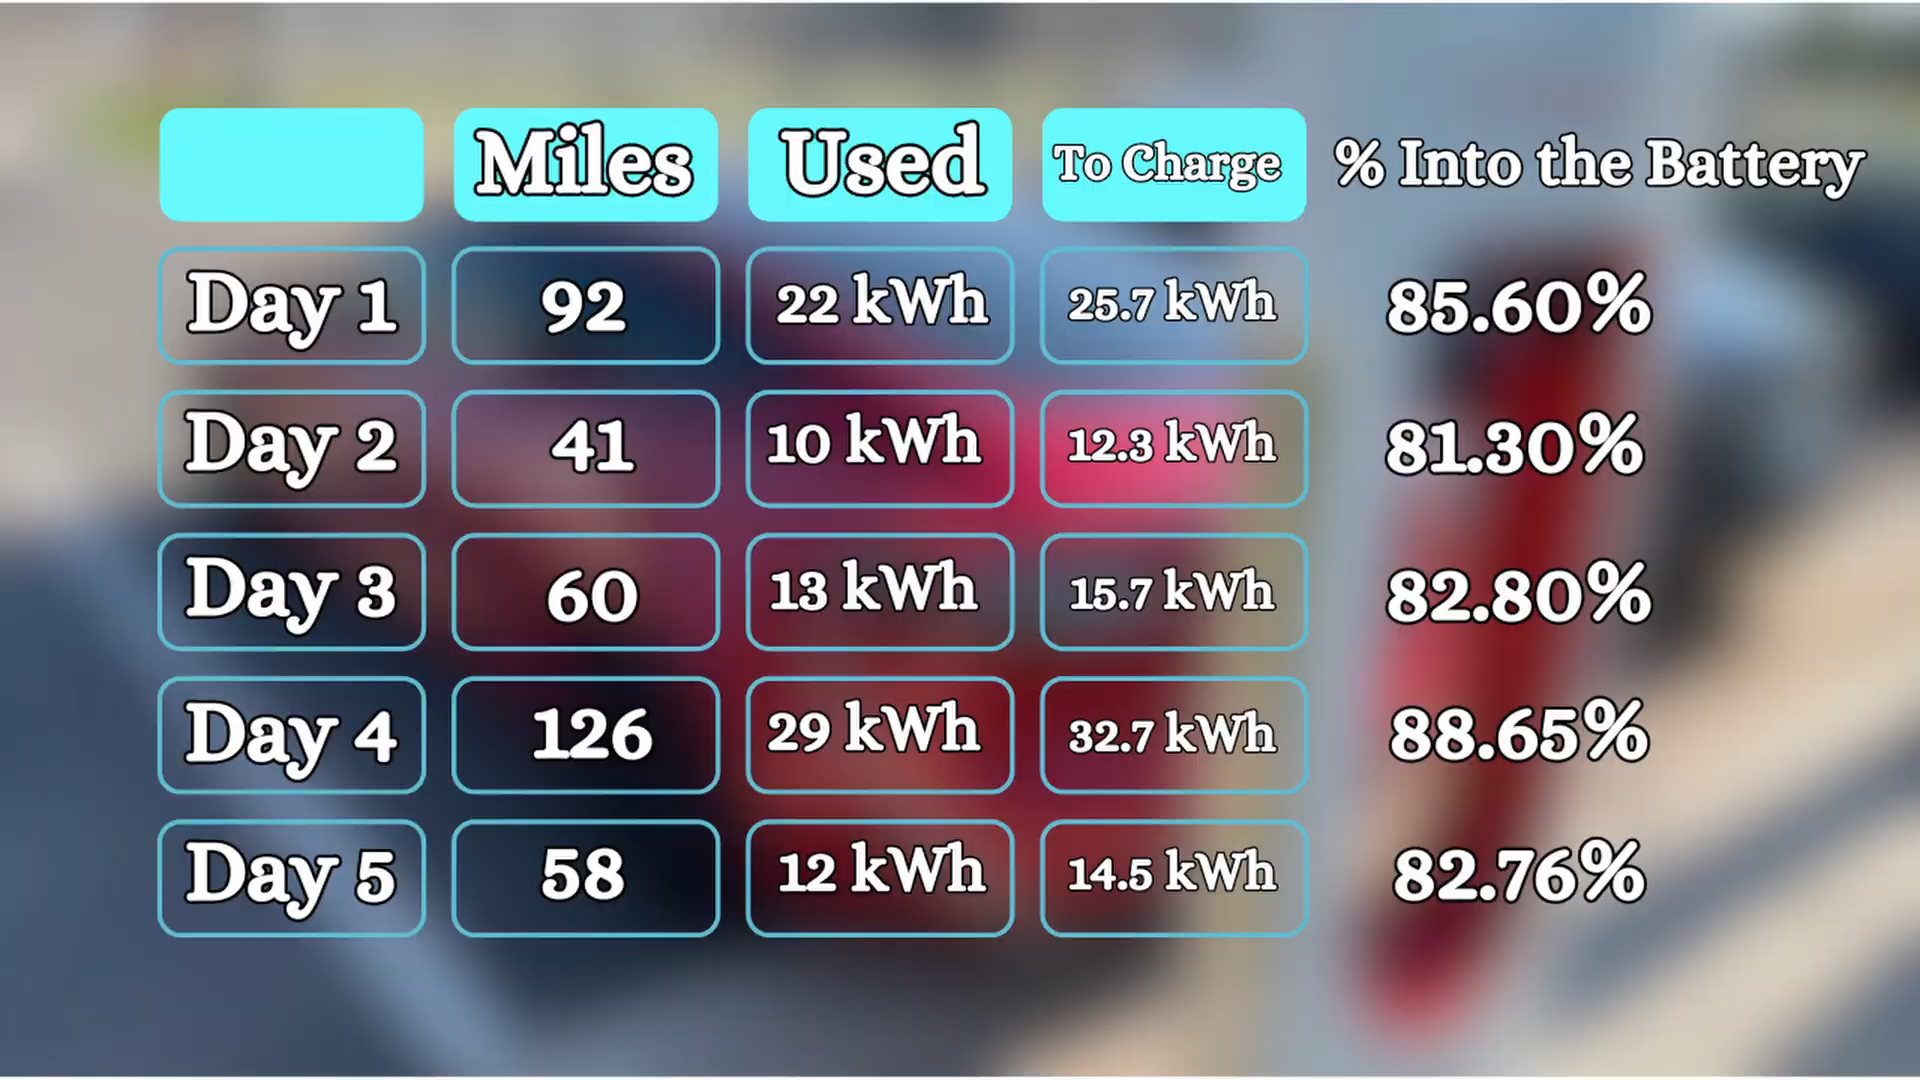 Miles Used To Charge % Into the Battery
Day 1 92 22 kWh 25.7 kWh 85.60%
Day 2 41 10 kWh 12.3 kWh 81.30%
Day 3 60 13 kWh 15.7 kWh 82.80%
Day 4 126 29 kWh 32.7 kWh 88.65%
Day 5 58 12 kWh 14.5 kWh 82.76%